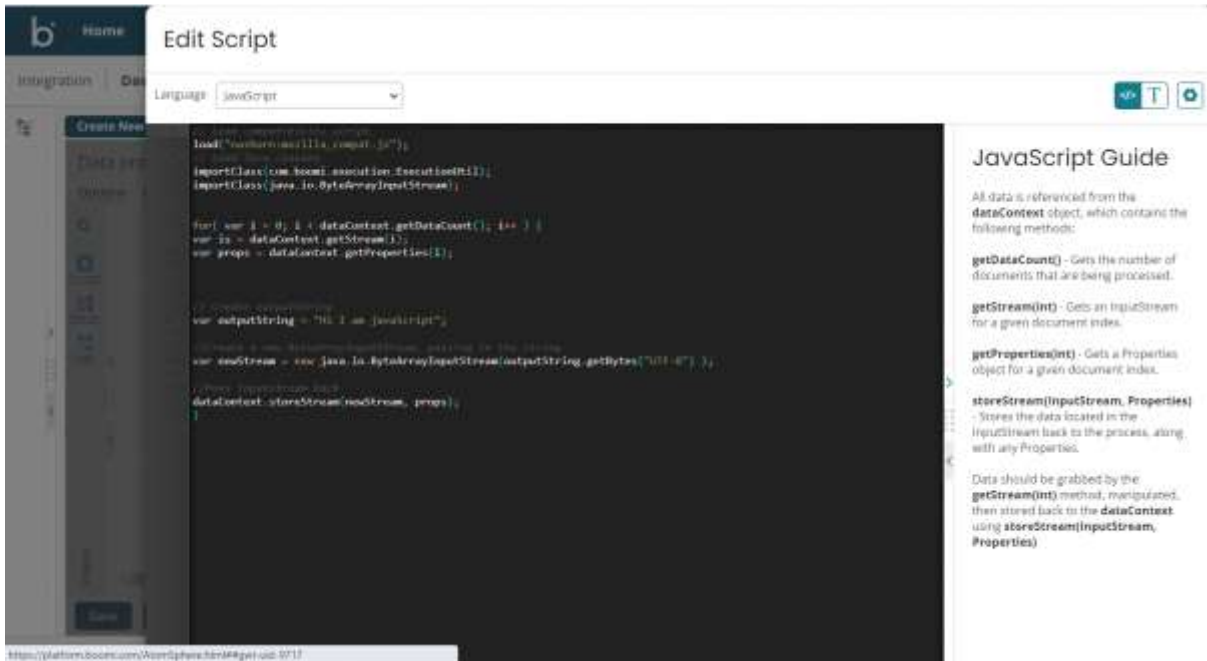 b
Home
Edit Script
Integration
Language JavaScript
T
Create New
load("nashorn:mozilla_compat.js");
importClass(com.boomi.execution.ExecutionUtil);
importClass(java.io.ByteArrayInputStream);
for( var i = 0; i < dataContext.getDataCount(); i++ ) {
var is = dataContext.getStream(i);
var props = dataContext.getProperties(i);
// Create outputString
var outputString = "Hi I am JavaScript";
var newStream = new java.io.ByteArrayInputStream(outputString.getBytes("UTF-8") );
dataContext.storeStream(newStream, props);
}
JavaScript Guide
All data is referenced from the
dataContext object, which contains the
following methods:
getDataCount() - Gets the number of
documents that are being processed.
getStream(int) - Gets an InputStream
for a given document index.
getProperties(int) - Gets a Properties
object for a given document index.
storeStream(InputStream, Properties)
- Stores the data located in the
InputStream back to the process, along
with any Properties.
Data should be grabbed by the
getStream(int) method, manipulated,
then stored back to the dataContext
using storeStream(InputStream,
Properties)
Save